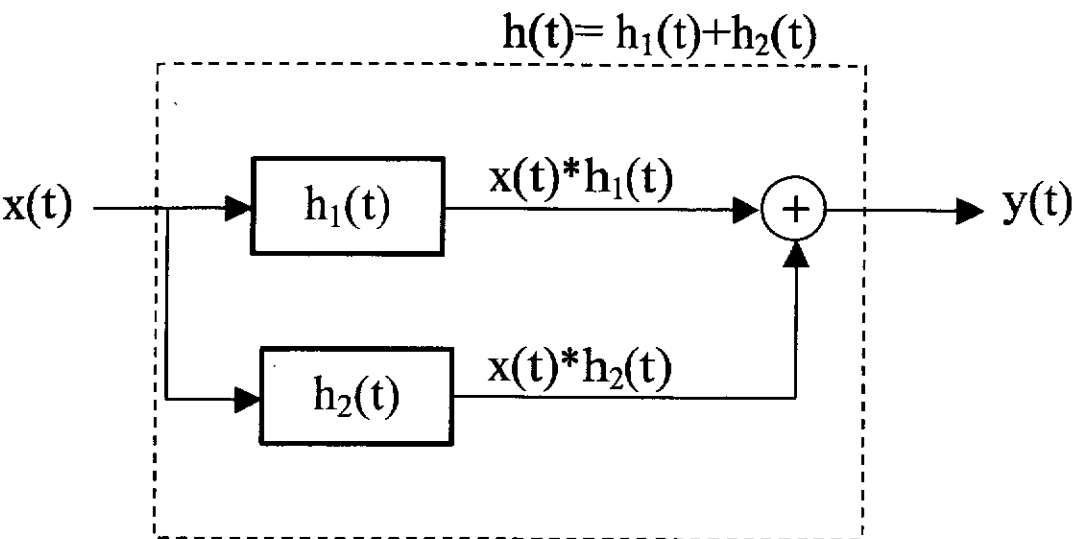 h(t)= h₁(t)+h₂(t)
x(t)
h₁(t)
x(t)*h₁(t)
+
y(t)
h₂(t)
x(t)*h₂(t)